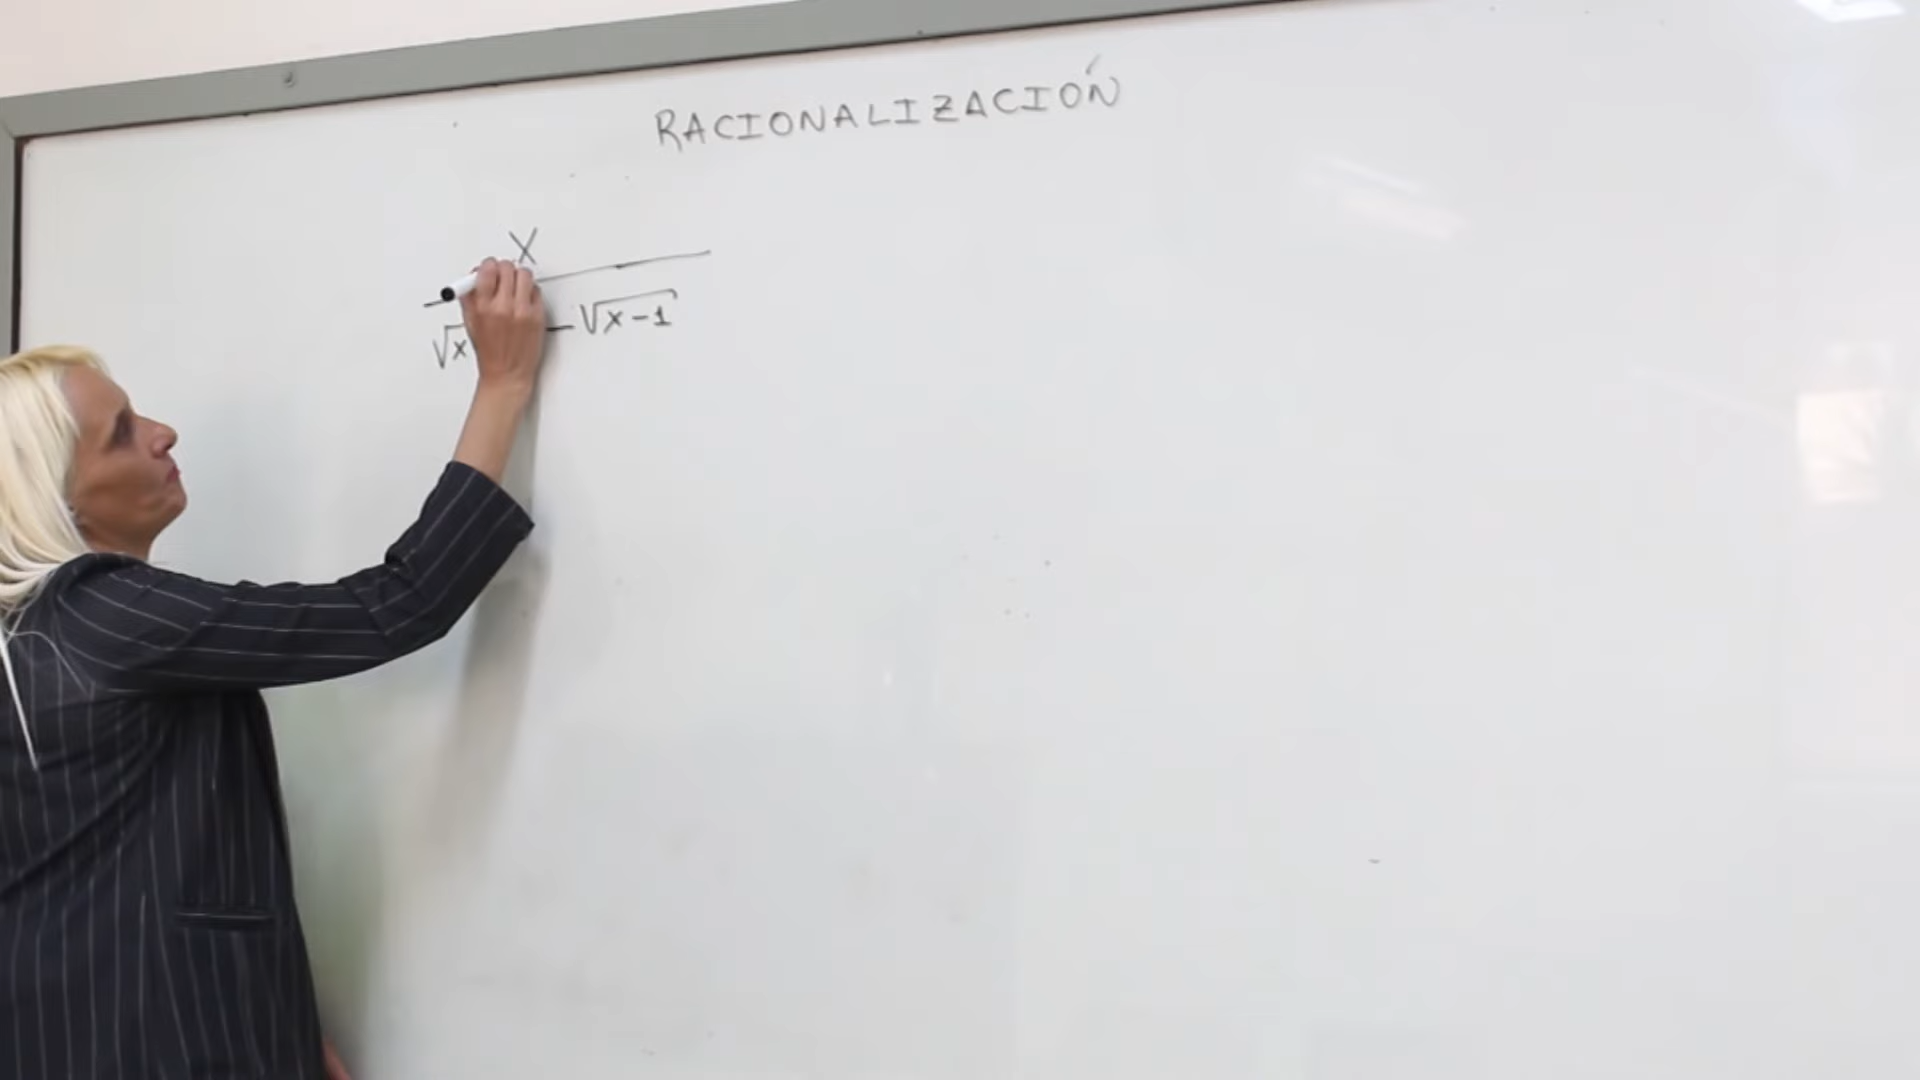 RACIONALIZACIÓN
X
√x – √x-1